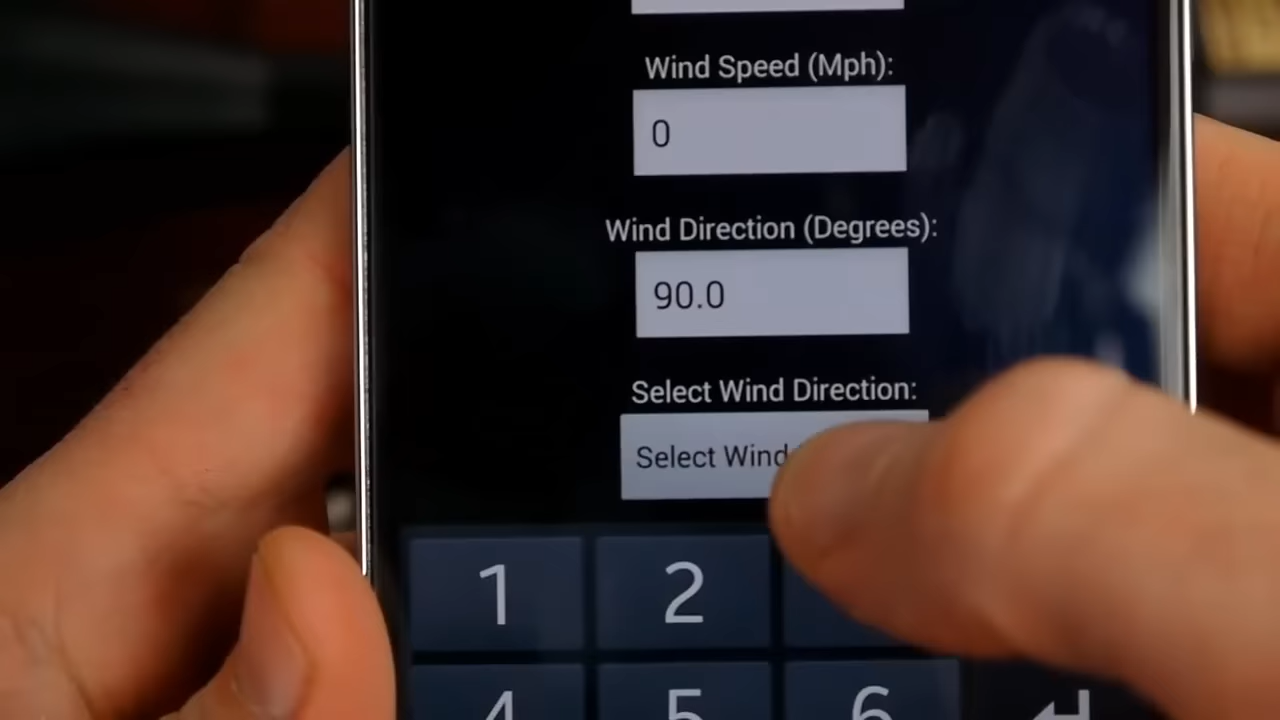 Wind Speed (Mph):
0
Wind Direction (Degrees):
90.0
Select Wind Direction:
Select Wind
1 2
4 5 6